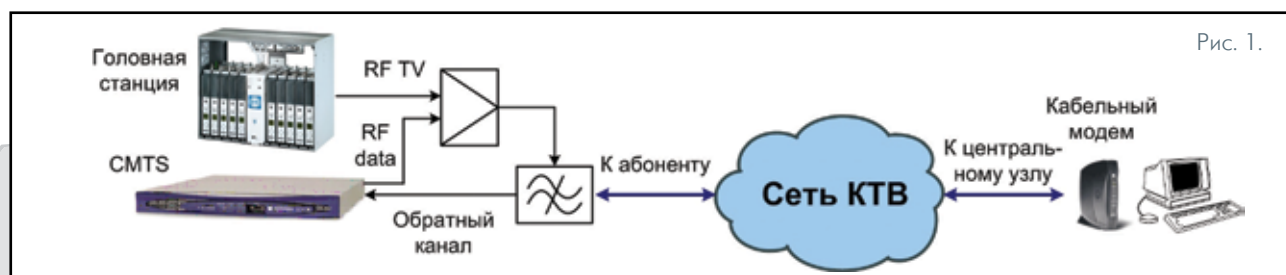 Рис. 1.
Головная
станция
RF TV
RF
data
CMTS
Обратный
канал
К абоненту
Сеть КТВ
К централь-
ному узлу
Кабельный
модем